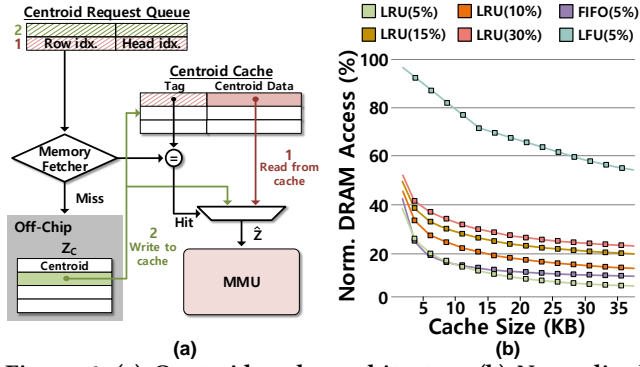 Centroid Request Queue
2
1
Row idx. Head idx.
Centroid Cache
Tag Centroid Data
Memory
Fetcher
=
1
Read from
cache
Miss
Hit
Off-Chip
Z_C
Centroid
2
Write to
cache
Ẑ
MMU
(a)
LRU(5%) LRU(10%) FIFO(5%)
LRU(15%) LRU(30%) LFU(5%)
Norm. DRAM Access (%)
100
80
60
40
20
0
5 10 15 20 25 30 35
Cache Size (KB)
(b)